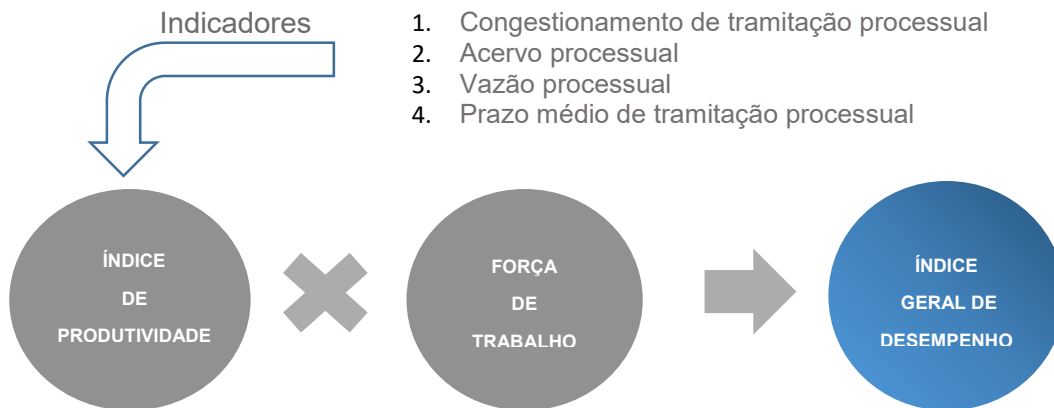 Indicadores
1. Congestionamento de tramitação processual
2. Acervo processual
3. Vazão processual
4. Prazo médio de tramitação processual
ÍNDICE
DE
PRODUTIVIDADE
FORÇA
DE
TRABALHO
ÍNDICE
GERAL DE
DESEMPENHO